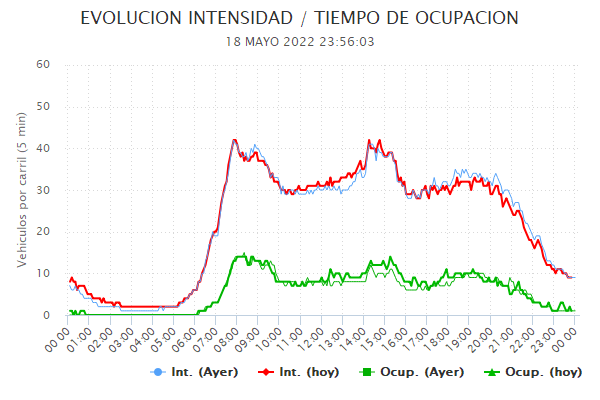 EVOLUCION INTENSIDAD / TIEMPO DE OCUPACION
18 MAYO 2022 23:56:03
Vehiculos por carril (5 min)
60
50
40
30
20
10
0
00:00 01:00 02:00 03:00 04:00 05:00 06:00 07:00 08:00 09:00 10:00 11:00 12:00 13:00 14:00 15:00 16:00 17:00 18:00 19:00 20:00 21:00 22:00 23:00 00:00
Int. (Ayer) Int. (hoy) Ocup. (Ayer) Ocup. (hoy)